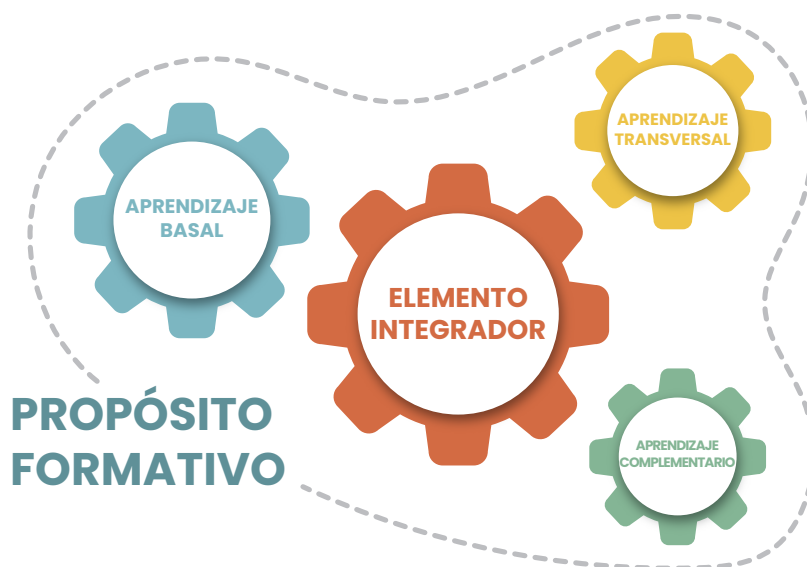 APRENDIZAJE
TRANSVERSAL
APRENDIZAJE
BASAL
ELEMENTO
INTEGRADOR
PROPÓSITO
FORMATIVO
APRENDIZAJE
COMPLEMENTARIO